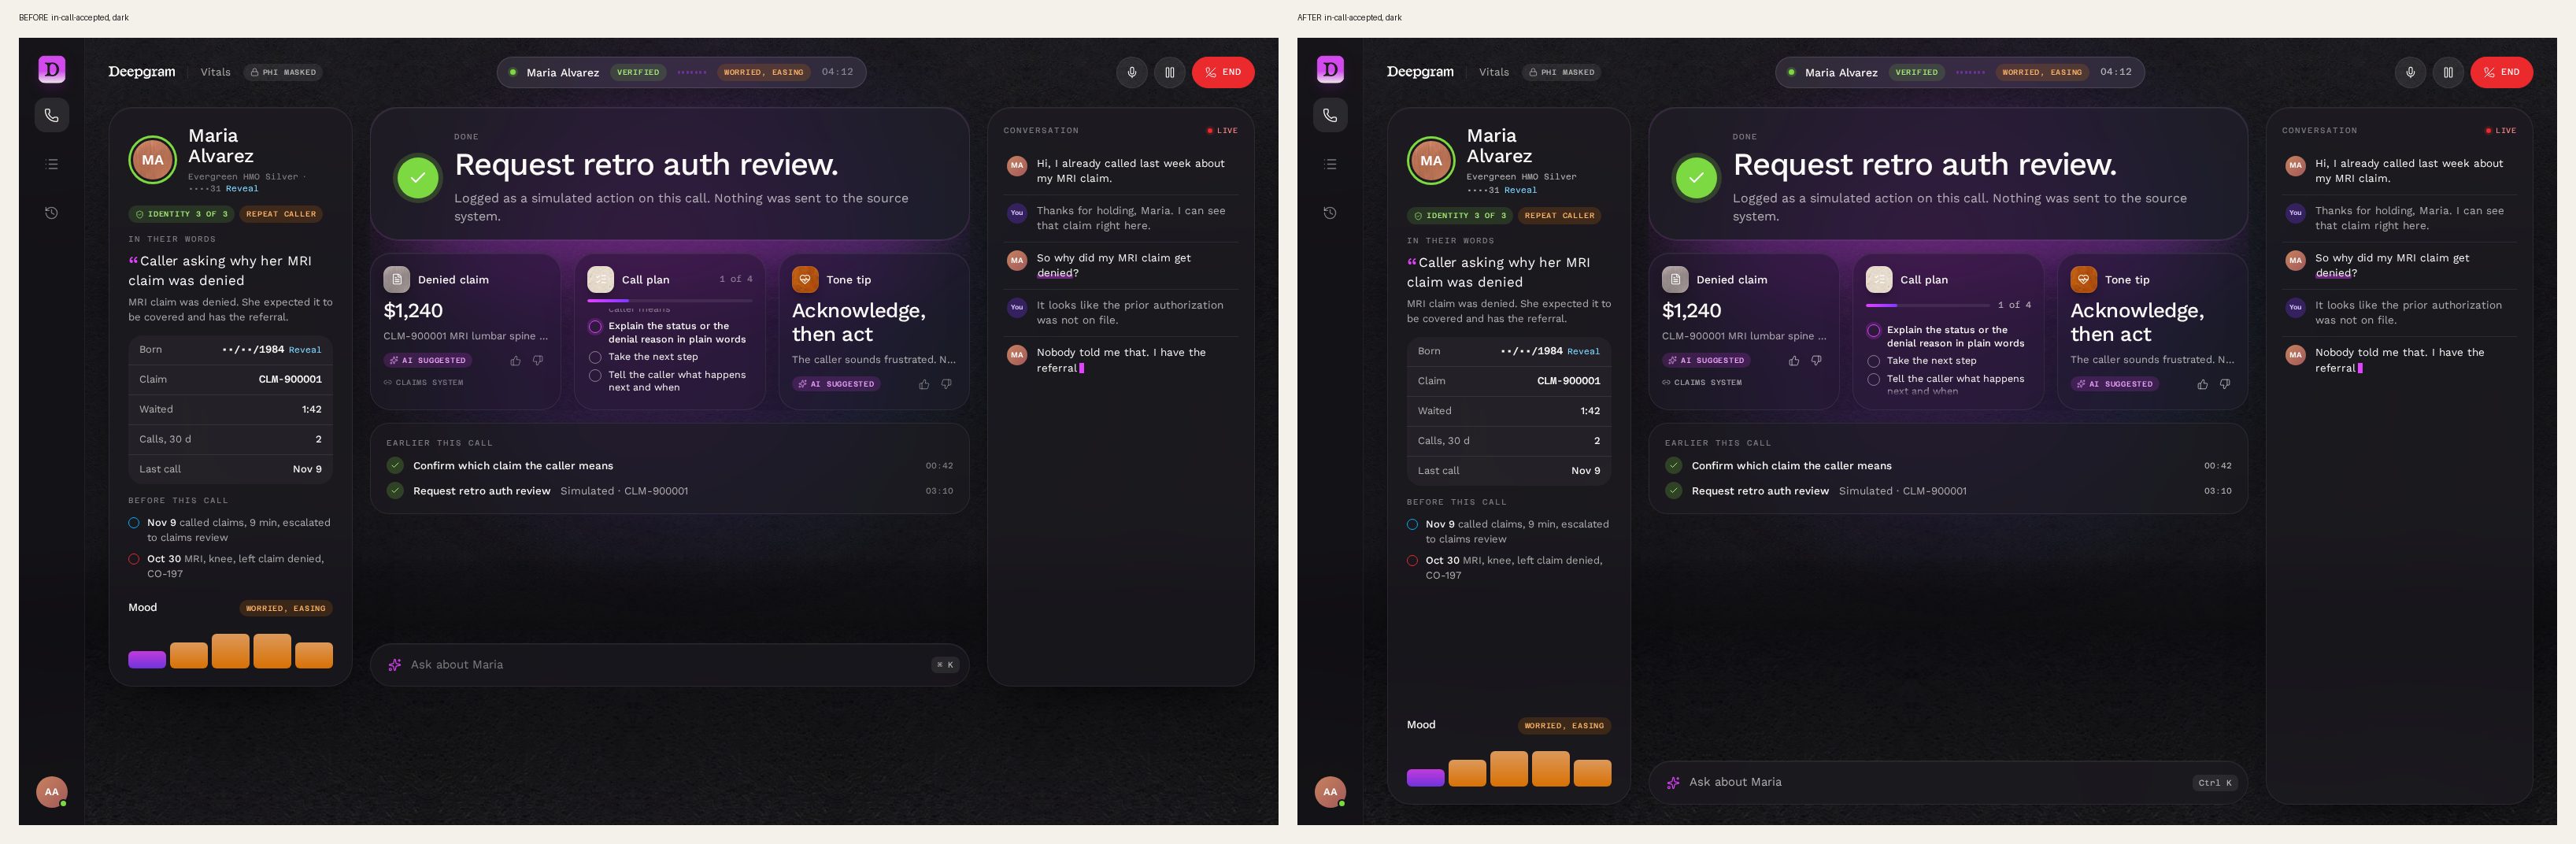 BEFORE in-call-accepted, dark
D
Deepgram
Vitals
PHI MASKED
Maria Alvarez
VERIFIED
WORRIED, EASING
04:12
END
MA
Maria
Alvarez
Evergreen HMO Silver ·
••••31 Reveal
IDENTITY 3 OF 3
REPEAT CALLER
IN THEIR WORDS
“Caller asking why her MRI
claim was denied
MRI claim was denied. She expected it to
be covered and has the referral.
Born ••/••/1984 Reveal
Claim CLM-900001
Waited 1:42
Calls, 30 d 2
Last call Nov 9
BEFORE THIS CALL
Nov 9 called claims, 9 min, escalated
to claims review
Oct 30 MRI, knee, left claim denied,
CO-197
Mood WORRIED, EASING
AA
DONE
Request retro auth review.
Logged as a simulated action on this call. Nothing was sent to the source
system.
Denied claim
$1,240
CLM-900001 MRI lumbar spine ...
AI SUGGESTED
CLAIMS SYSTEM
Call plan 1 of 4
caller means
Explain the status or the
denial reason in plain words
Take the next step
Tell the caller what happens
next and when
Tone tip
Acknowledge,
then act
The caller sounds frustrated. N...
AI SUGGESTED
EARLIER THIS CALL
Confirm which claim the caller means 00:42
Request retro auth review Simulated · CLM-900001 03:10
Ask about Maria ⌘ K
CONVERSATION LIVE
MA Hi, I already called last week about
my MRI claim.
You Thanks for holding, Maria. I can see
that claim right here.
MA So why did my MRI claim get
denied?
You It looks like the prior authorization
was not on file.
MA Nobody told me that. I have the
referral
AFTER in-call-accepted, dark
D
Deepgram
Vitals
PHI MASKED
Maria Alvarez
VERIFIED
WORRIED, EASING
04:12
END
MA
Maria
Alvarez
Evergreen HMO Silver
••••31 Reveal
IDENTITY 3 OF 3
REPEAT CALLER
IN THEIR WORDS
“Caller asking why her MRI
claim was denied
MRI claim was denied. She expected it to
be covered and has the referral.
Born ••/••/1984 Reveal
Claim CLM-900001
Waited 1:42
Calls, 30 d 2
Last call Nov 9
BEFORE THIS CALL
Nov 9 called claims, 9 min, escalated
to claims review
Oct 30 MRI, knee, left claim denied,
CO-197
Mood WORRIED, EASING
AA
DONE
Request retro auth review.
Logged as a simulated action on this call. Nothing was sent to the source
system.
Denied claim
$1,240
CLM-900001 MRI lumbar spine ...
AI SUGGESTED
CLAIMS SYSTEM
Call plan
1 of 4
Explain the status or the
denial reason in plain words
Take the next step
Tell the caller what happens
next and when
Tone tip
Acknowledge,
then act
The caller sounds frustrated. N...
AI SUGGESTED
EARLIER THIS CALL
Confirm which claim the caller means 00:42
Request retro auth review Simulated · CLM-900001 03:10
Ask about Maria Ctrl K
CONVERSATION LIVE
MA Hi, I already called last week about
my MRI claim.
You Thanks for holding, Maria. I can see
that claim right here.
MA So why did my MRI claim get
denied?
You It looks like the prior authorization
was not on file.
MA Nobody told me that. I have the
referral